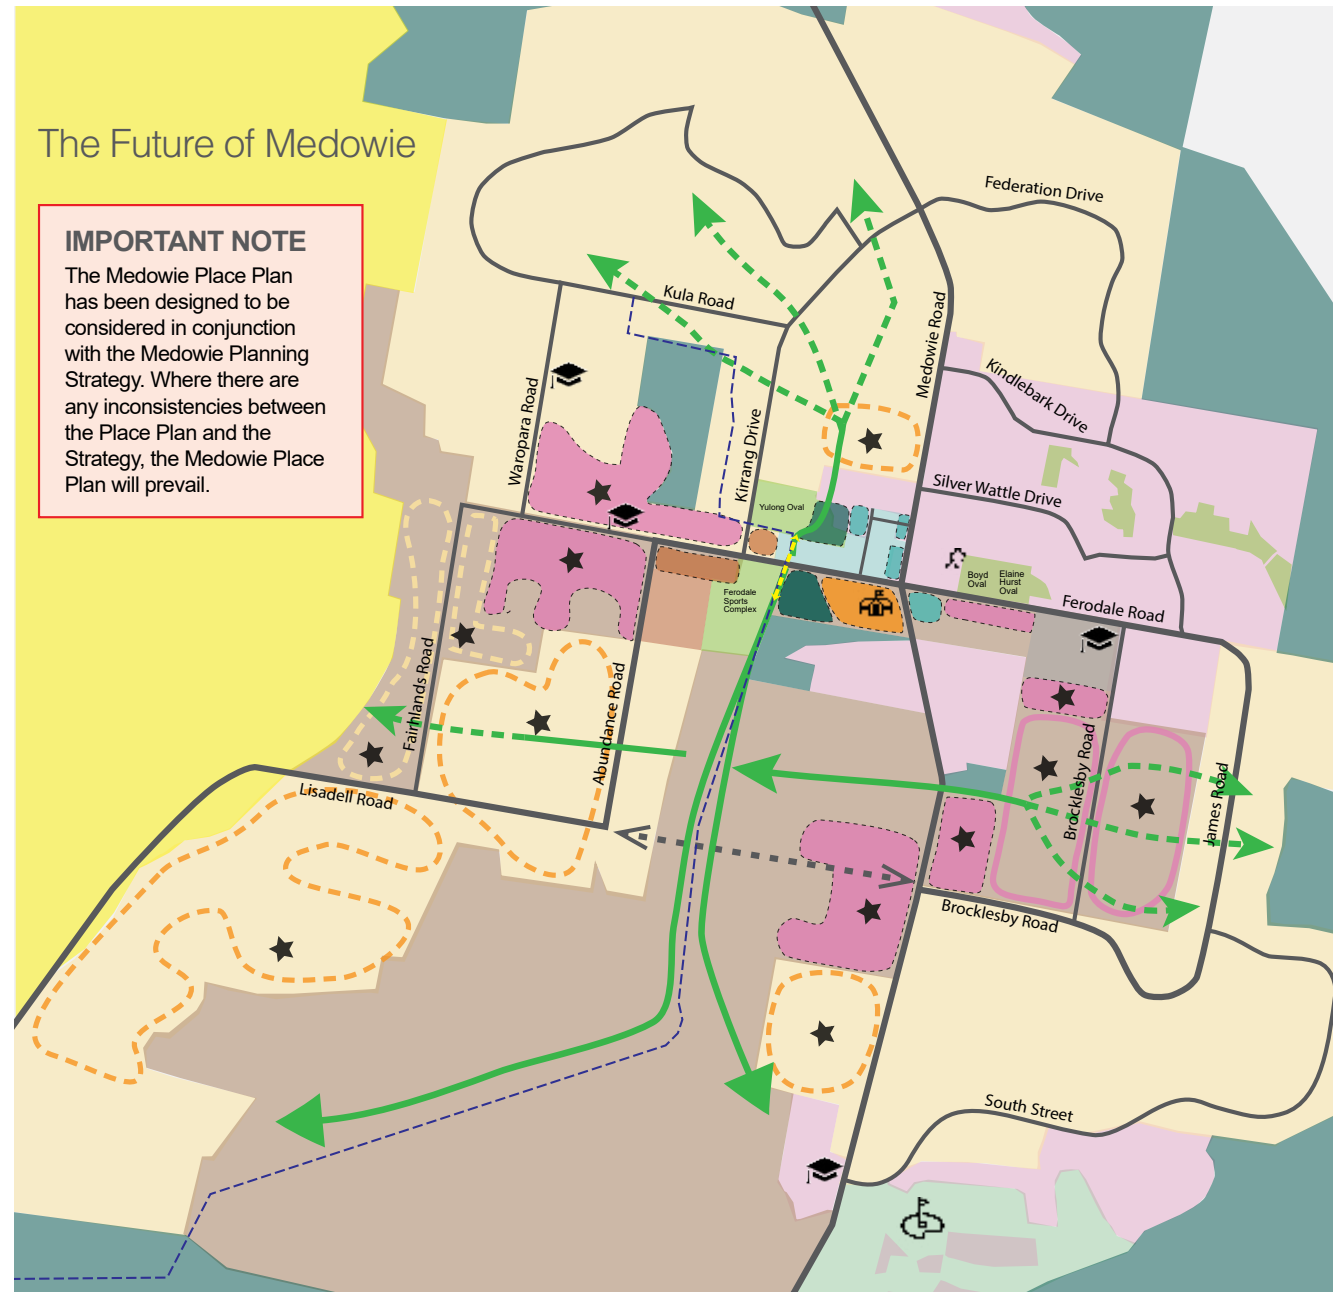 The Future of Medowie
IMPORTANT NOTE
The Medowie Place Plan
has been designed to be
considered in conjunction
with the Medowie Planning
Strategy. Where there are
any inconsistencies between
the Place Plan and the
Strategy, the Medowie Place
Plan will prevail.
Federation Drive
Kula Road
Medowie Road
Kindlebark Drive
Waropara Road
Kirrang Drive
Silver Wattle Drive
Yulong Oval
Boyd
Oval
Elaine
Hurst
Oval
Ferodale
Sports
Complex
Ferodale Road
Fairhlands Road
Abundance Road
Brocklesby Road
James Road
Lisadell Road
Brocklesby Road
South Street